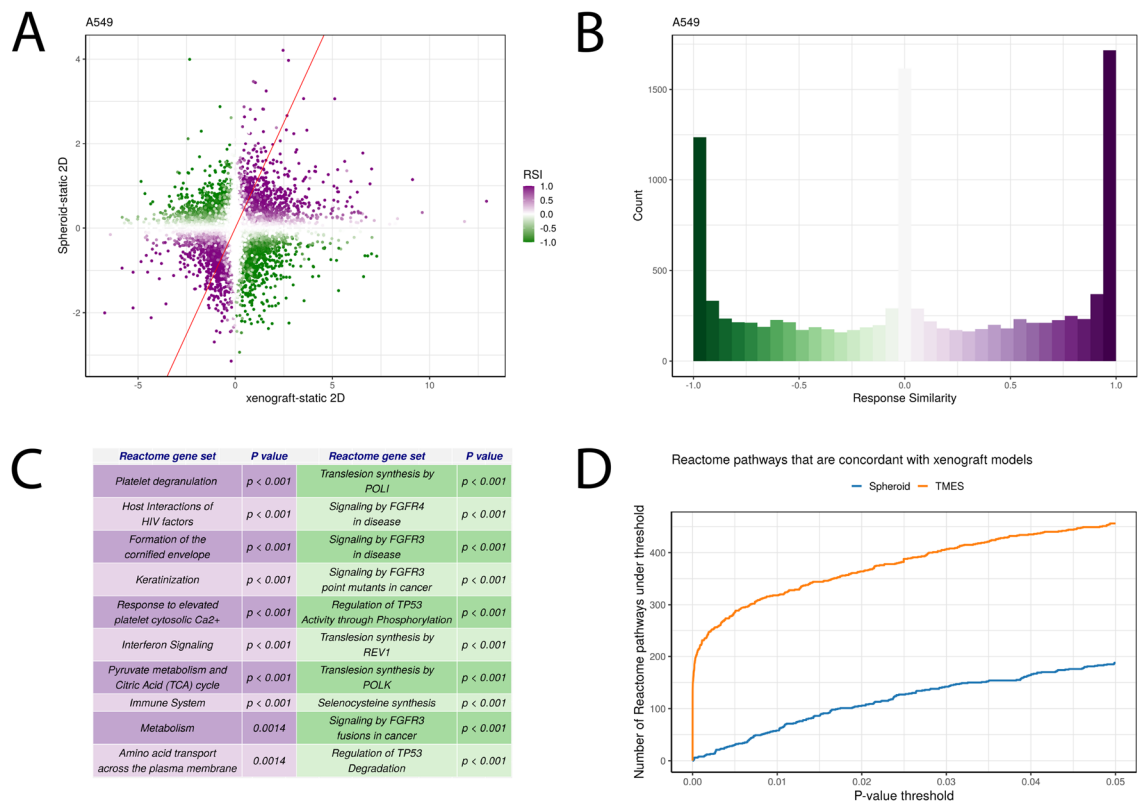 A
A549
Spheroid-static 2D
4
2
0
-2
-5
0
5
10
xenograft-static 2D
RSI
1.0
0.5
0.0
-0.5
-1.0
B
A549
Count
1500
1000
500
0
-1.0
-0.5
0.0
0.5
1.0
Response Similarity
C
Reactome gene set P value Reactome gene set P value
Platelet degranulation p < 0.001 Translesion synthesis by
POLI p < 0.001
Host Interactions of
HIV factors p < 0.001 Signaling by FGFR4
in disease p < 0.001
Formation of the
cornified envelope p < 0.001 Signaling by FGFR3
in disease p < 0.001
Keratinization p < 0.001 Signaling by FGFR3
point mutants in cancer p < 0.001
Response to elevated
platelet cytosolic Ca2+ p < 0.001 Regulation of TP53
Activity through Phosphorylation p < 0.001
Interferon Signaling p < 0.001 Translesion synthesis by
REV1 p < 0.001
Pyruvate metabolism and
Citric Acid (TCA) cycle p < 0.001 Translesion synthesis by
POLK p < 0.001
Immune System p < 0.001 Selenocysteine synthesis p < 0.001
Metabolism 0.0014 Signaling by FGFR3
fusions in cancer p < 0.001
Amino acid transport
across the plasma membrane 0.0014 Regulation of TP53
Degradation p < 0.001
D
Reactome pathways that are concordant with xenograft models
Spheroid TMES
Number of Reactome pathways under threshold
400
300
200
100
0
0.00
0.01
0.02
0.03
0.04
0.05
P-value threshold